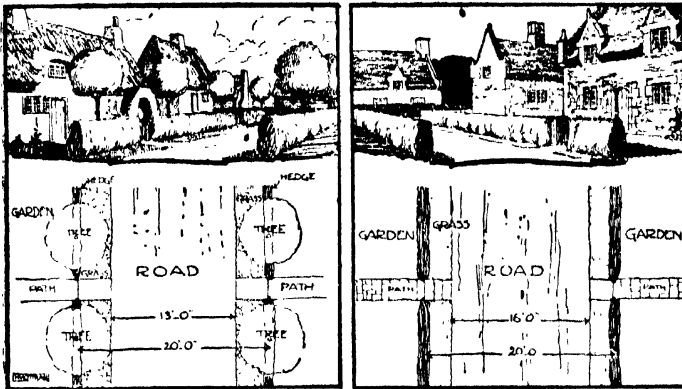 HEDGE
HEDGE
GARDEN
GRASS
TREE
TREE
ROAD
PATH
PATH
13'-0"
TREE
TREE
20'-0"
GARDEN
GRASS
GARDEN
ROAD
PATH
PATH
16'-0"
20'-0